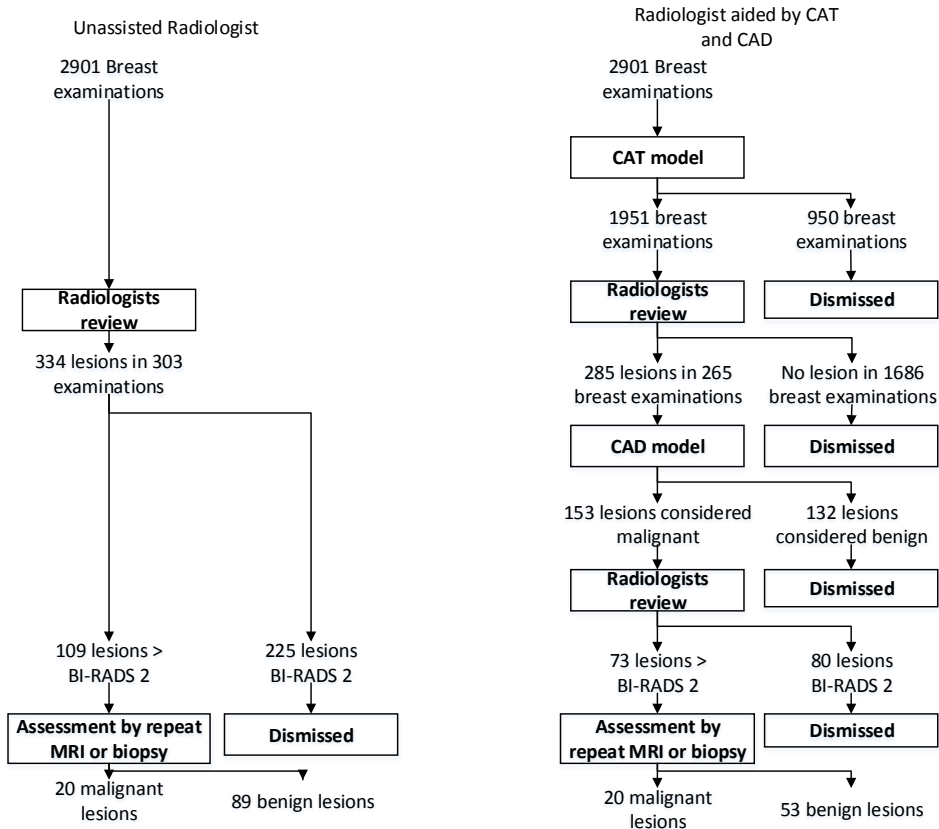 Unassisted Radiologist
2901 Breast
examinations
Radiologists
review
334 lesions in 303
examinations
109 lesions >
BI-RADS 2
225 lesions
BI-RADS 2
Assessment by repeat
MRI or biopsy
Dismissed
20 malignant
lesions
89 benign lesions
Radiologist aided by CAT
and CAD
2901 Breast
examinations
CAT model
1951 breast
examinations
950 breast
examinations
Radiologists
review
Dismissed
285 lesions in 265
breast examinations
No lesion in 1686
breast examinations
CAD model
Dismissed
153 lesions considered
malignant
132 lesions
considered benign
Radiologists
review
Dismissed
73 lesions >
BI-RADS 2
80 lesions
BI-RADS 2
Assessment by
repeat MRI or biopsy
Dismissed
20 malignant
lesions
53 benign lesions